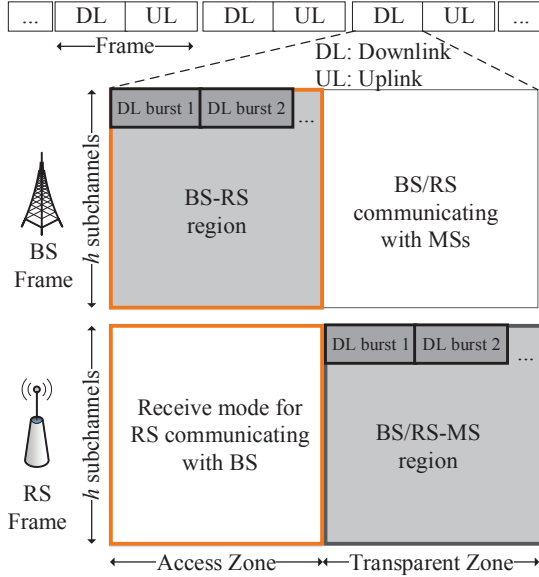 ... DL UL DL UL DL UL ...
Frame
DL: Downlink
UL: Uplink
DL burst 1 DL burst 2 ...
h subchannels
BS-RS
region
BS/RS
communicating
with MSs
BS
Frame
DL burst 1 DL burst 2 ...
h subchannels
Receive mode for
RS communicating
with BS
BS/RS-MS
region
RS
Frame
Access Zone Transparent Zone